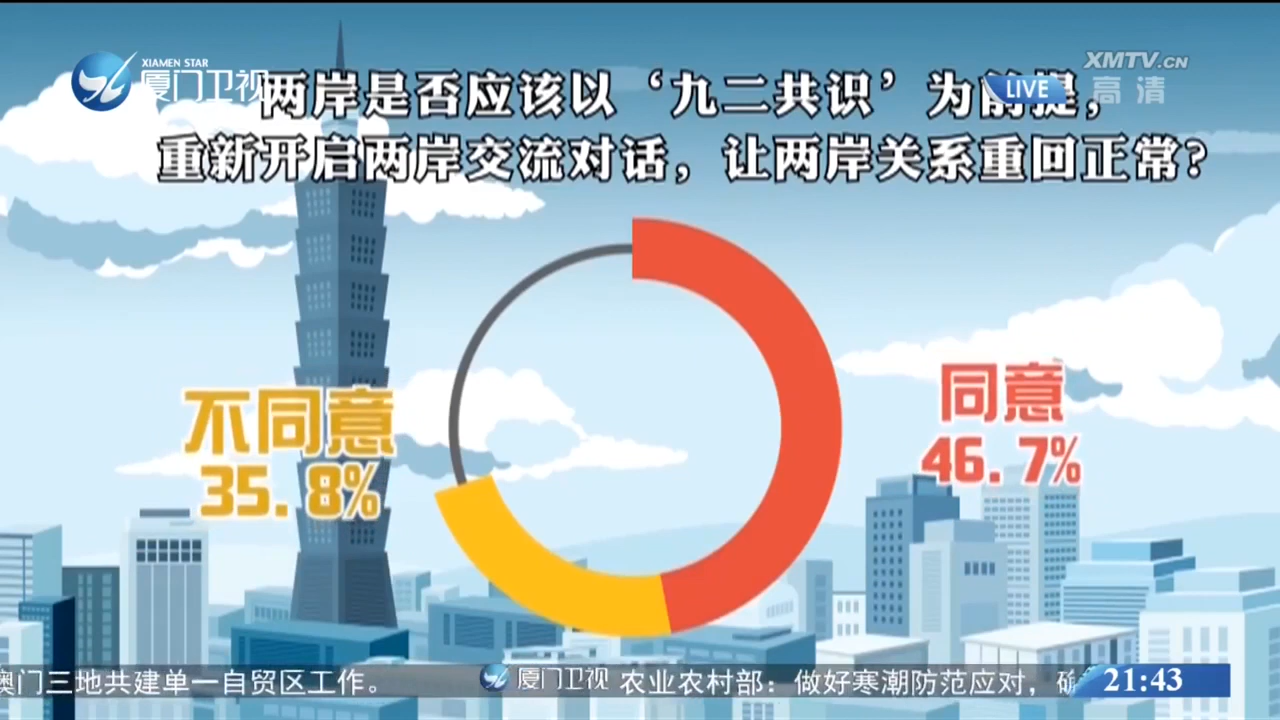 XIAMEN STAR
厦门卫视
XMTV.CN
高清
LIVE
两岸是否应该以‘九二共识’为前提，
重新开启两岸交流对话，让两岸关系重回正常？
不同意
35.8%
同意
46.7%
澳门三地共建单一自贸区工作。 厦门卫视 农业农村部：做好寒潮防范应对，确
21:43